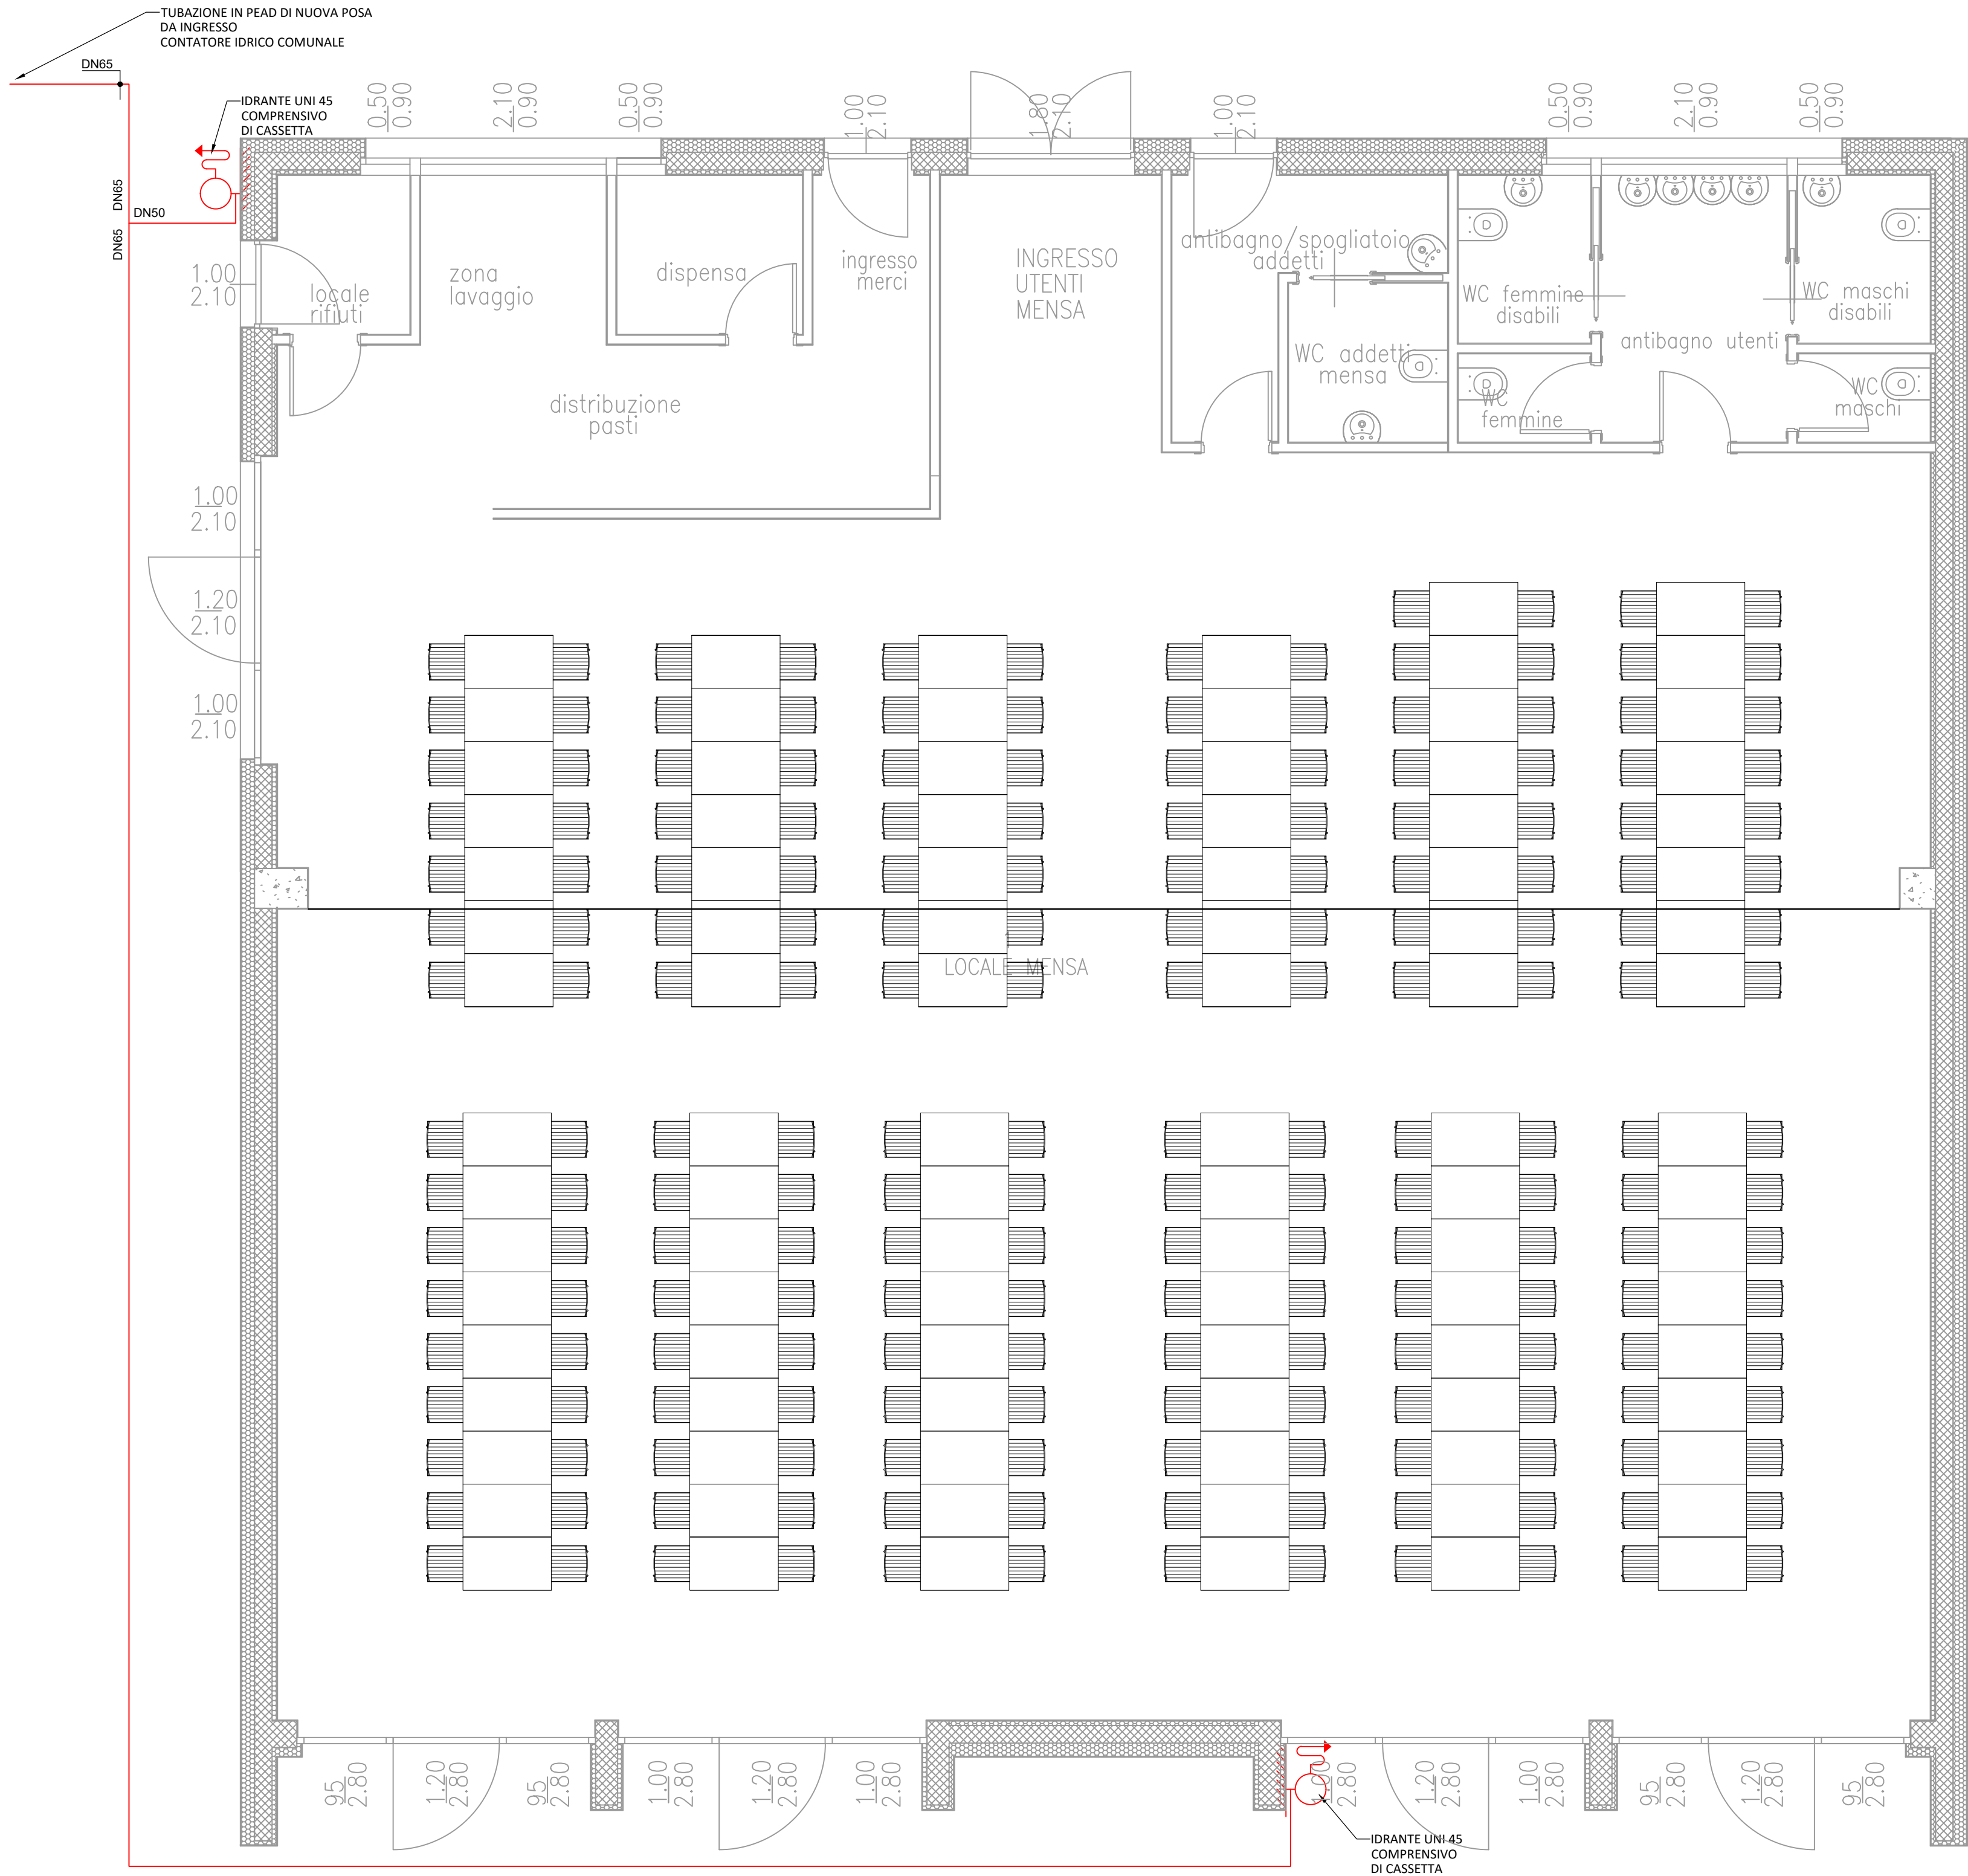 TUBAZIONE IN PEAD DI NUOVA POSA
DA INGRESSO
CONTATORE IDRICO COMUNALE
DN65
IDRANTE UNI 45
COMPRENSIVO
DI CASSETTA
0.50
0.90
2.10
0.90
0.50
0.90
1.00
2.10
1.80
2.10
1.00
2.10
0.50
0.90
2.10
0.90
0.50
0.90
DN65
DN50
DN65
1.00
2.10
locale
rifiuti
zona
lavaggio
dispensa
ingresso
merci
INGRESSO
UTENTI
MENSA
antibagno/spogliatoio
addetti
WC femmine
disabili
WC maschi
disabili
antibagno utenti
WC addetti
mensa
WC
femmine
WC
maschi
distribuzione
pasti
1.00
2.10
1.20
2.10
1.00
2.10
LOCALE MENSA
95
2.80
1.20
2.80
95
2.80
1.00
2.80
1.20
2.80
1.00
2.80
1.00
2.80
1.20
2.80
1.00
2.80
95
2.80
1.20
2.80
95
2.80
IDRANTE UNI 45
COMPRENSIVO
DI CASSETTA